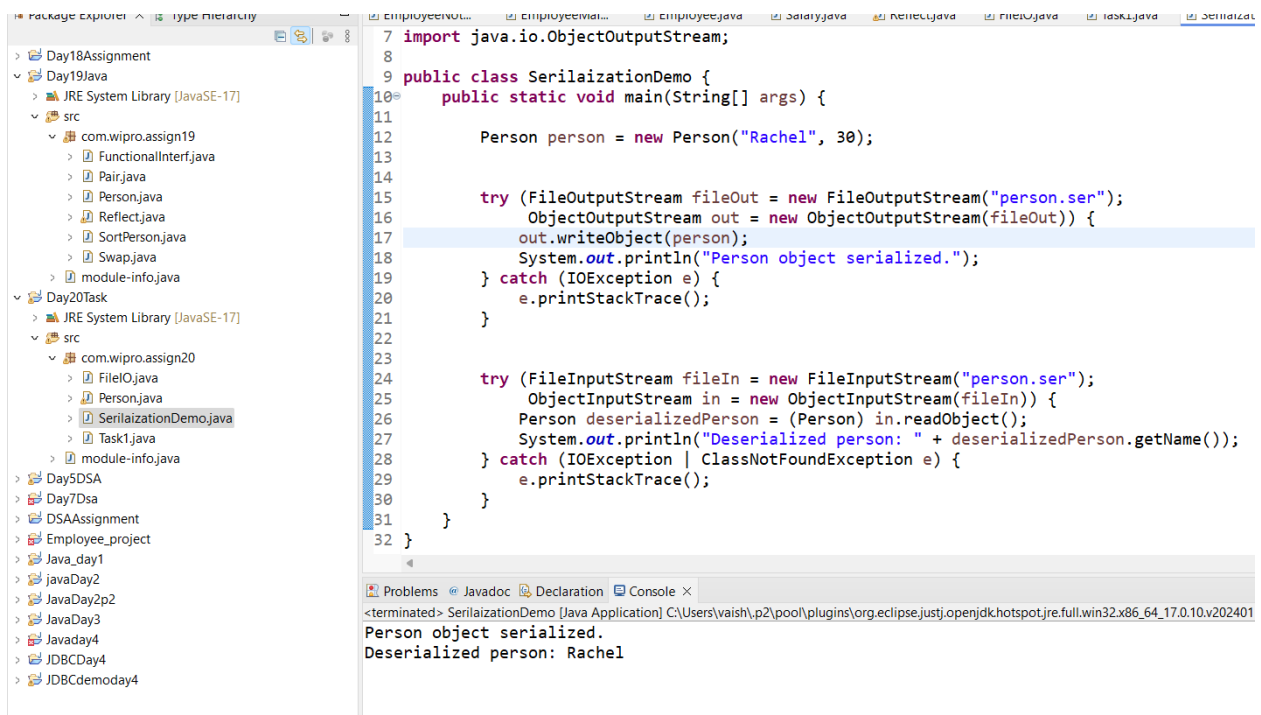 Package Explorer
Type Hierarchy
Day18Assignment
Day19Java
JRE System Library [JavaSE-17]
src
com.wipro.assign19
FunctionalInterf.java
Pair.java
Person.java
Reflect.java
SortPerson.java
Swap.java
module-info.java
Day20Task
JRE System Library [JavaSE-17]
src
com.wipro.assign20
FileIO.java
Person.java
SerilaizationDemo.java
Task1.java
module-info.java
Day5DSA
Day7Dsa
DSAAssignment
Employee_project
Java_day1
javaDay2
JavaDay2p2
JavaDay3
Javaday4
JDBCDay4
JDBCdemoday4
EmployeeNot... EmployeeMai... Employee.java Salary.java Reflect.java FileIO.java Task1.java Serilaizat
7 import java.io.ObjectOutputStream;
8
9 public class SerilaizationDemo {
10 public static void main(String[] args) {
11
12 Person person = new Person("Rachel", 30);
13
14
15 try (FileOutputStream fileOut = new FileOutputStream("person.ser");
16 ObjectOutputStream out = new ObjectOutputStream(fileOut)) {
17 out.writeObject(person);
18 System.out.println("Person object serialized.");
19 } catch (IOException e) {
20 e.printStackTrace();
21 }
22
23
24 try (FileInputStream fileIn = new FileInputStream("person.ser");
25 ObjectInputStream in = new ObjectInputStream(fileIn)) {
26 Person deserializedPerson = (Person) in.readObject();
27 System.out.println("Deserialized person: " + deserializedPerson.getName());
28 } catch (IOException | ClassNotFoundException e) {
29 e.printStackTrace();
30 }
31 }
32 }
Problems @ Javadoc Declaration Console
<terminated> SerilaizationDemo [Java Application] C:\Users\vaish\.p2\pool\plugins\org.eclipse.justj.openjdk.hotspot.jre.full.win32.x86_64_17.0.10.v202401
Person object serialized.
Deserialized person: Rachel